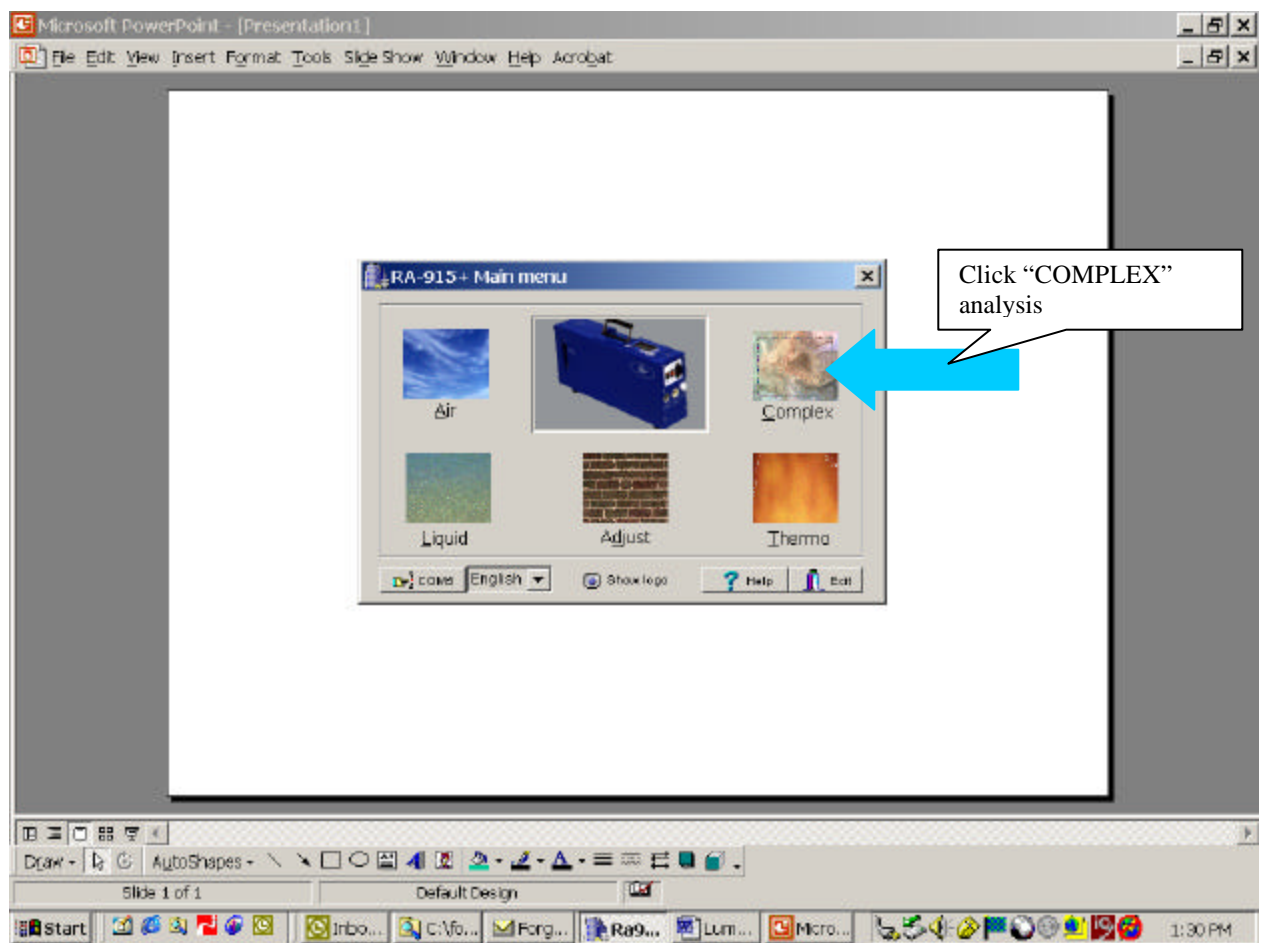 Microsoft PowerPoint - [Presentation1]
File Edit View Insert Format Tools Slide Show Window Help Acrobat
RA-915+ Main menu
Click “COMPLEX”
analysis
Air
Complex
Liquid
Adjust
Thermo
English
Show logo
Help
Exit
Draw
AutoShapes
Slide 1 of 1
Default Design
Start
Inbo...
C:\fo...
Forg...
Ra9...
Lum...
Micro...
1:30 PM